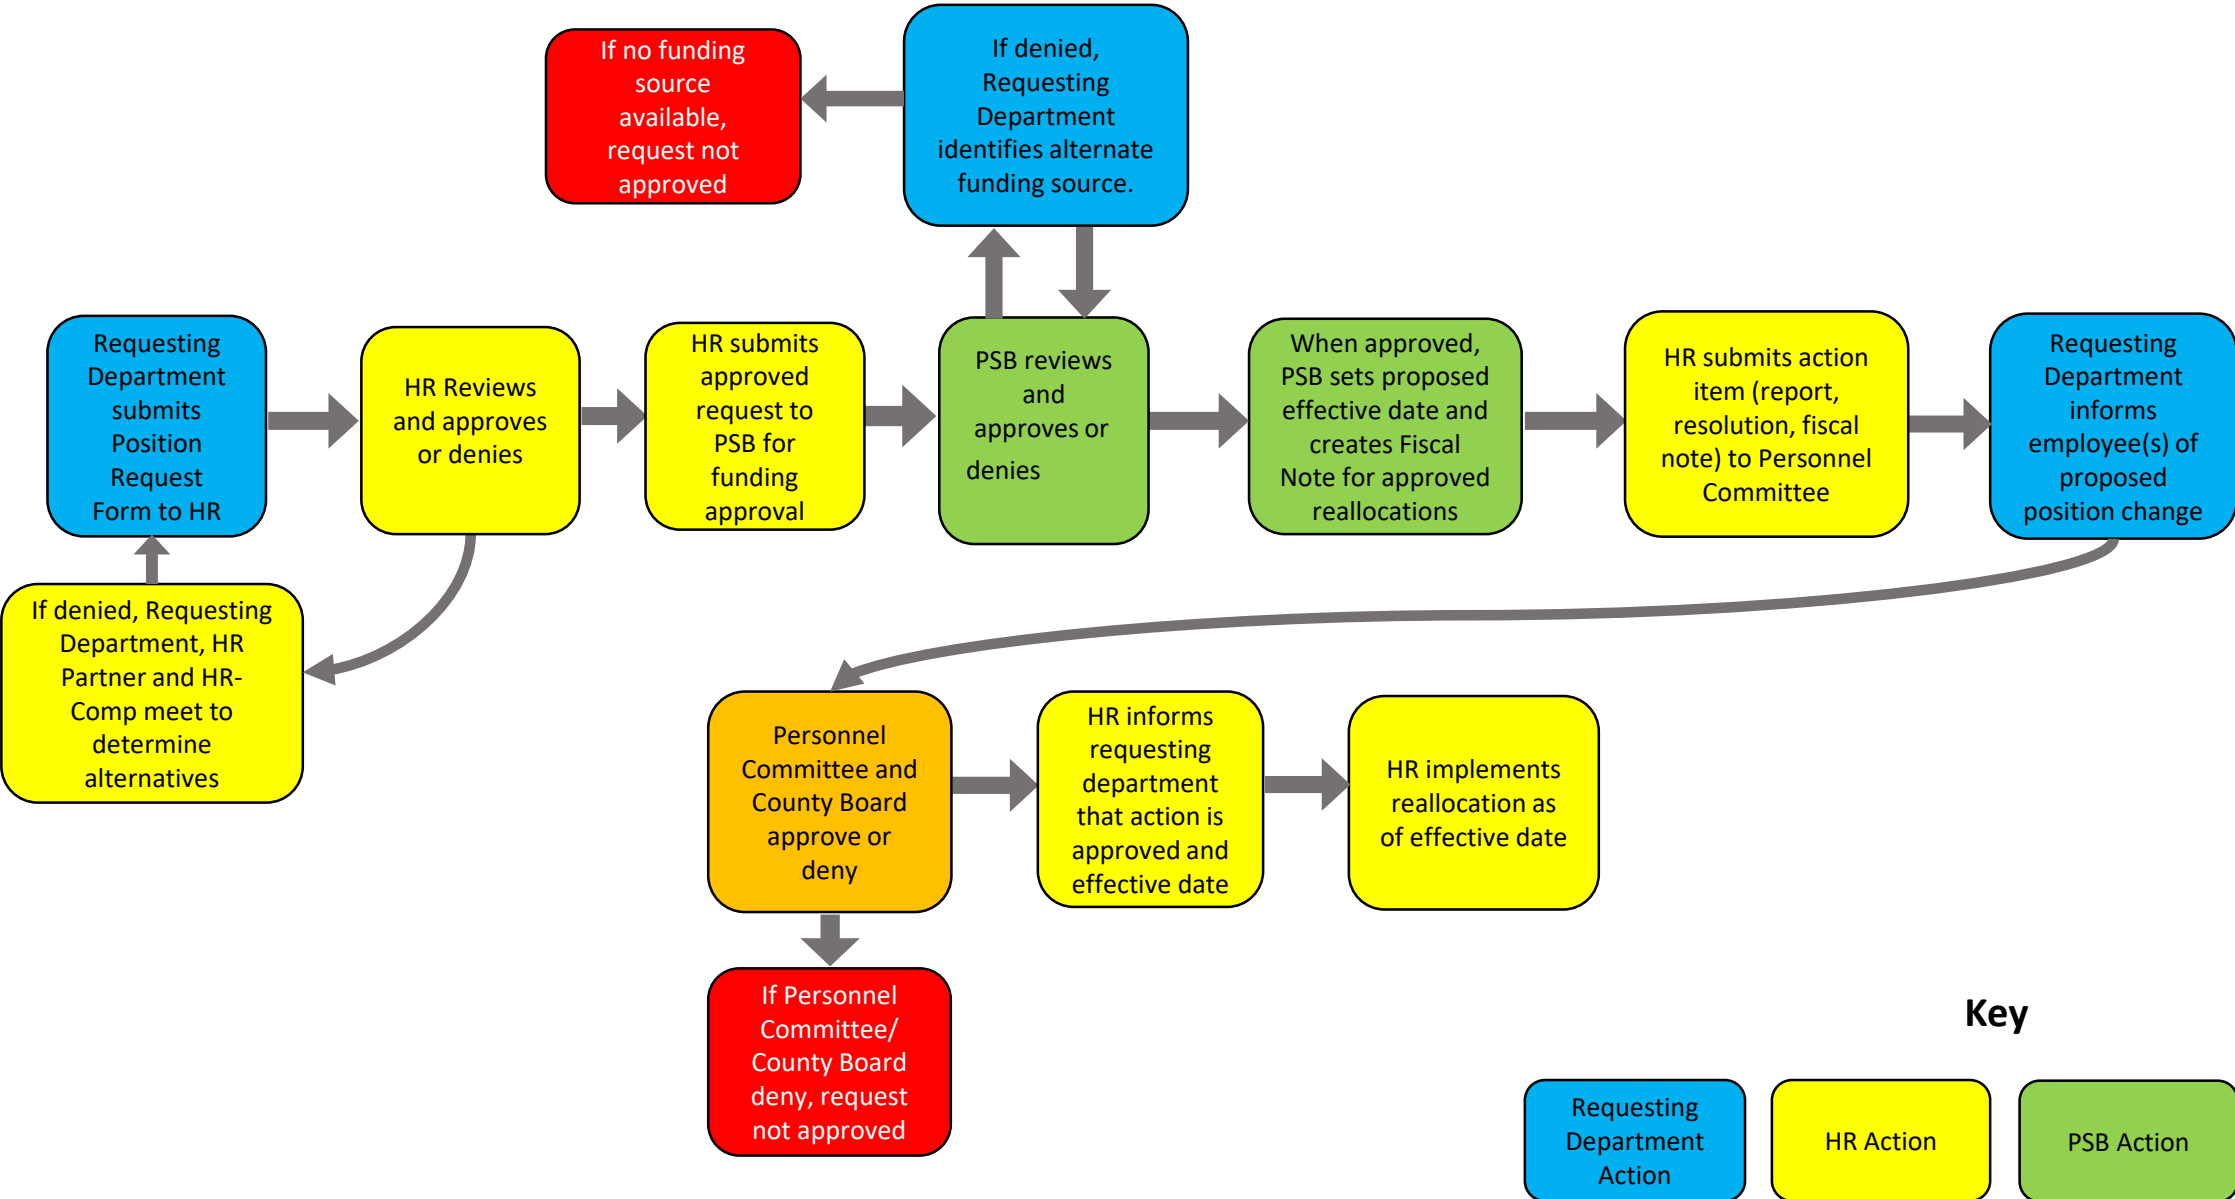 If no funding
source
available,
request not
approved
If denied,
Requesting
Department
identifies alternate
funding source.
Requesting
Department
submits
Position
Request
Form to HR
HR Reviews
and approves
or denies
HR submits
approved
request to
PSB for
funding
approval
PSB reviews
and
approves or
denies
When approved,
PSB sets proposed
effective date and
creates Fiscal
Note for approved
reallocations
HR submits action
item (report,
resolution, fiscal
note) to Personnel
Committee
Requesting
Department
informs
employee(s) of
proposed
position change
If denied, Requesting
Department, HR
Partner and HR-
Comp meet to
determine
alternatives
Personnel
Committee and
County Board
approve or
deny
HR informs
requesting
department
that action is
approved and
effective date
HR implements
reallocation as
of effective date
If Personnel
Committee/
County Board
deny, request
not approved
Key
Requesting
Department
Action
HR Action
PSB Action